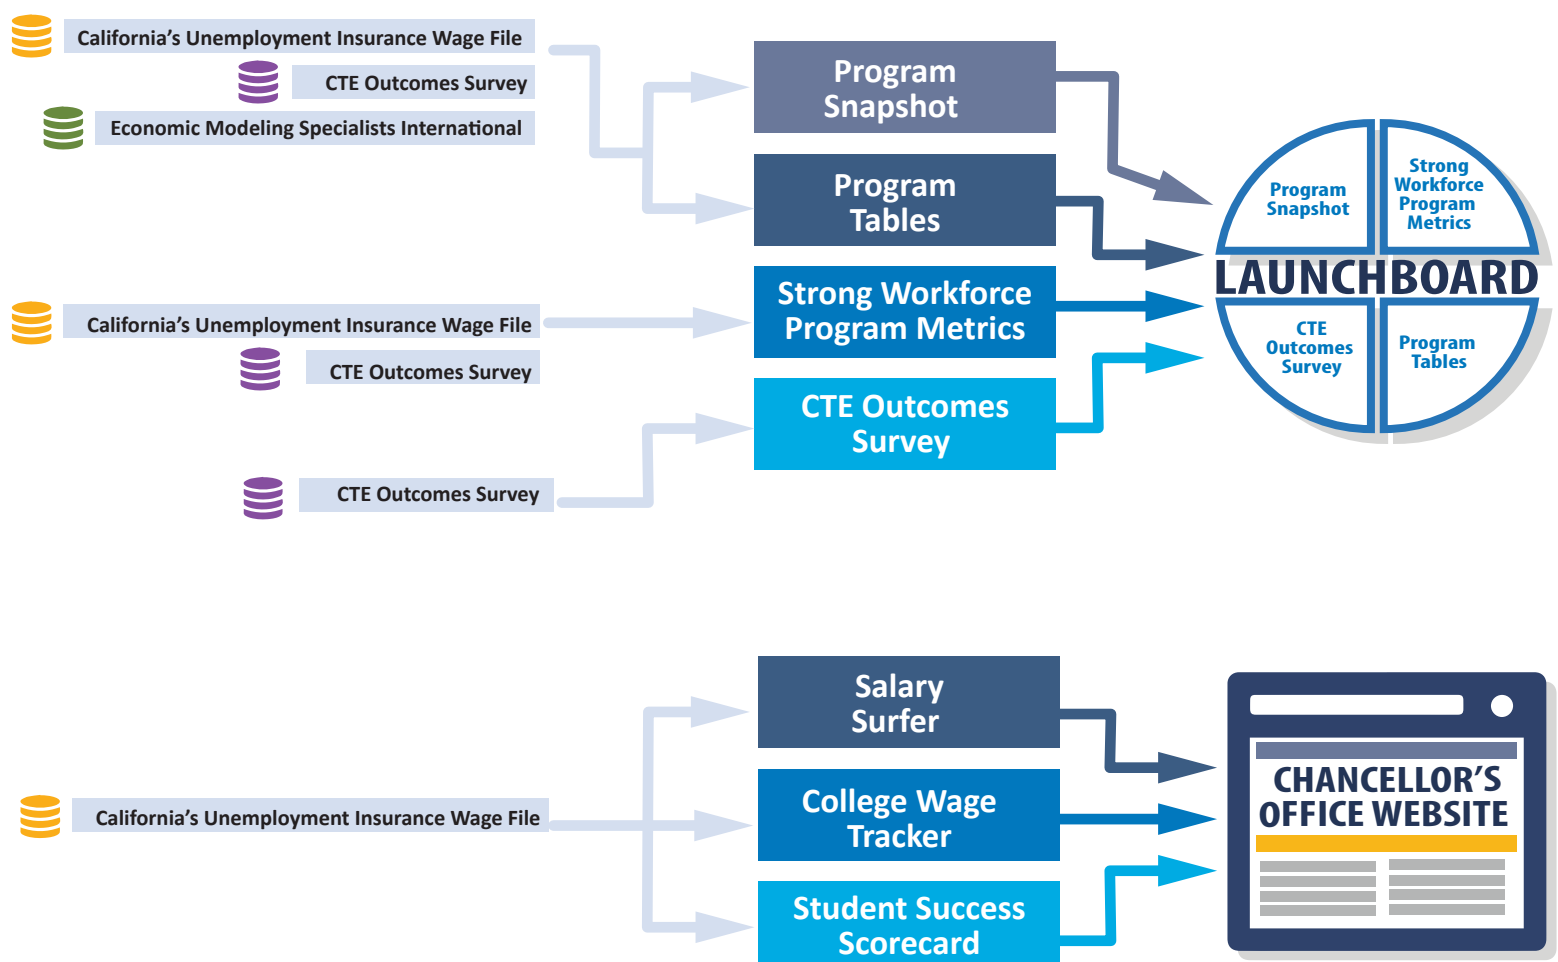 California’s Unemployment Insurance Wage File
CTE Outcomes Survey
Economic Modeling Specialists International
Program
Snapshot
Program
Tables
California’s Unemployment Insurance Wage File
CTE Outcomes Survey
Strong Workforce
Program Metrics
CTE Outcomes Survey
CTE Outcomes
Survey
Program
Snapshot
Strong
Workforce
Program
Metrics
LAUNCHBOARD
CTE
Outcomes
Survey
Program
Tables
California’s Unemployment Insurance Wage File
Salary
Surfer
College Wage
Tracker
Student Success
Scorecard
CHANCELLOR’S
OFFICE WEBSITE